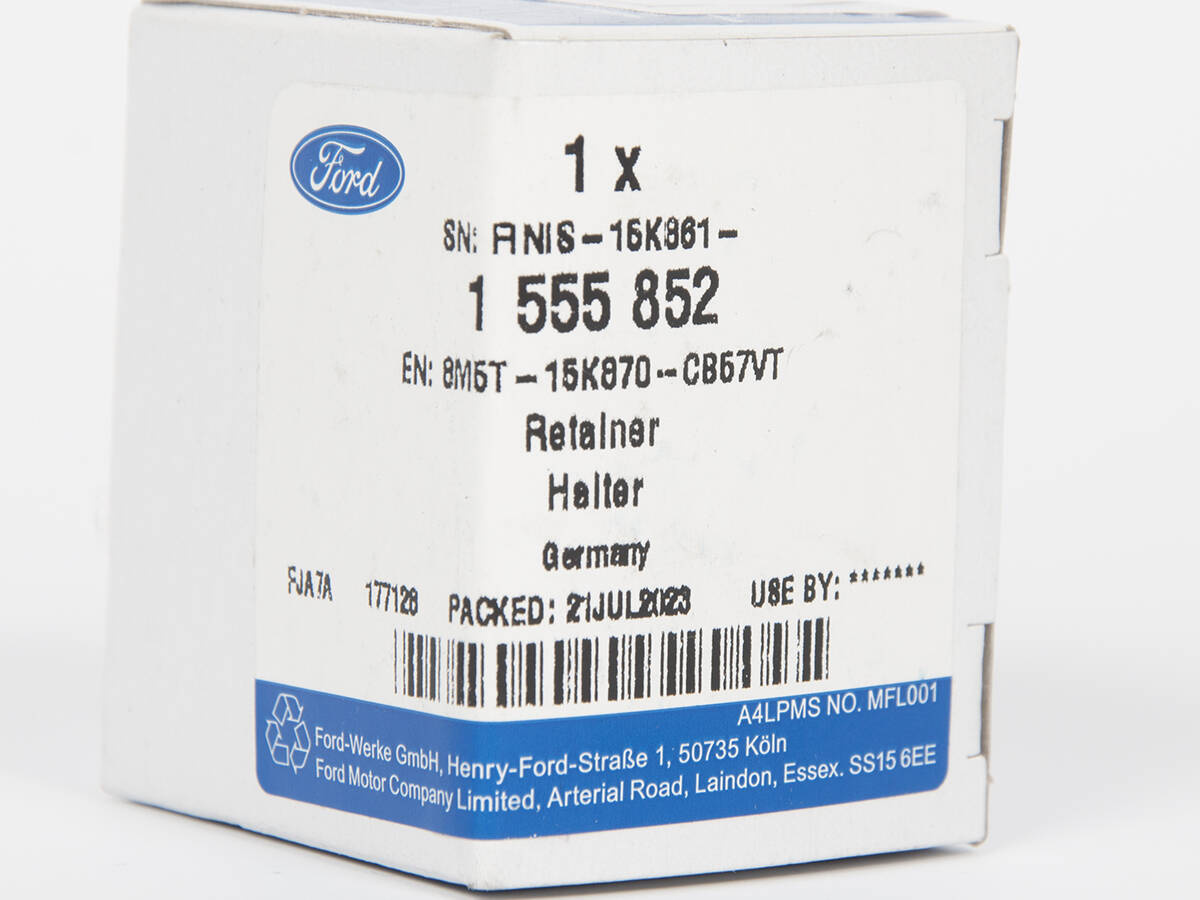 Ford
1 x
SN: FINIS-15K861-
1 555 852
EN: 8M5T-15K870--CB57VT
Retainer
Halter
Germany
FJA7A 177128 PACKED: 21JUL2023 USE BY: *******
A4LPMS NO. MFL001
Ford-Werke GmbH, Henry-Ford-Straße 1, 50735 Köln
Ford Motor Company Limited, Arterial Road, Laindon, Essex. SS15 6EE